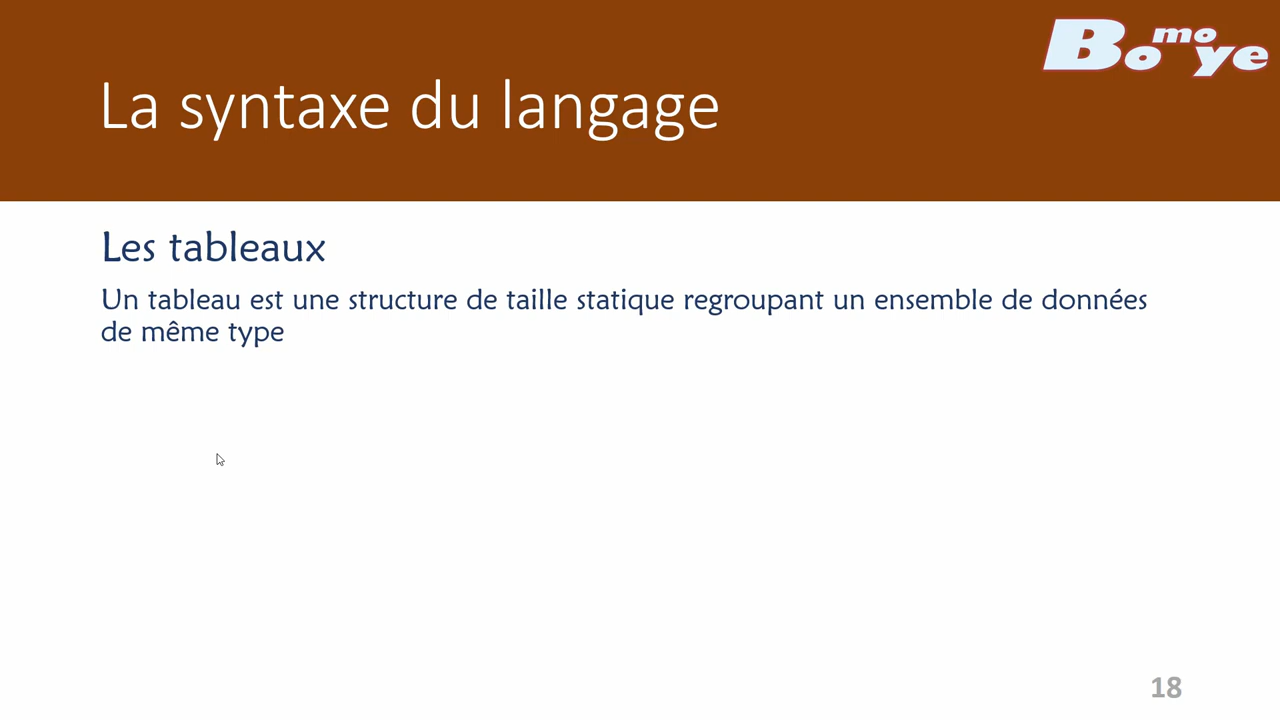 Bomoye
La syntaxe du langage
Les tableaux
Un tableau est une structure de taille statique regroupant un ensemble de données
de même type
18